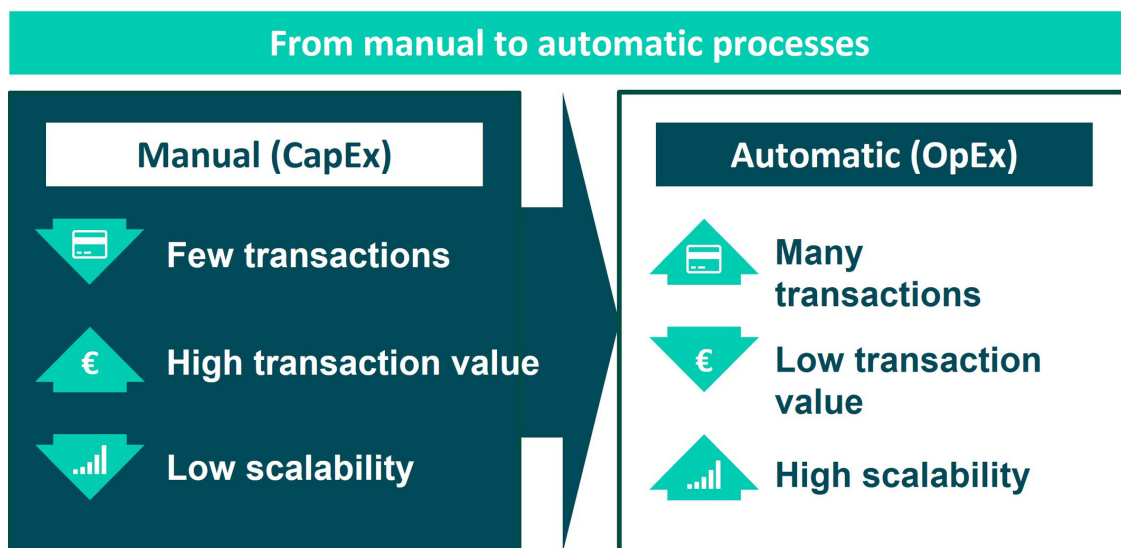 From manual to automatic processes
Manual (CapEx)
Few transactions
€
High transaction value
Low scalability
Automatic (OpEx)
Many
transactions
€
Low transaction
value
High scalability